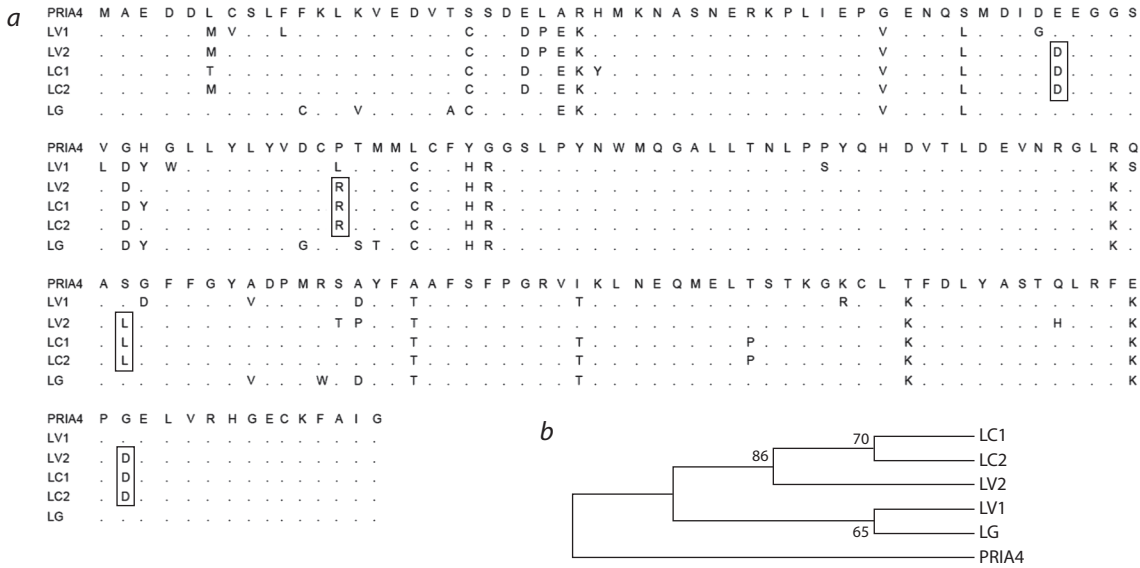 a
PRIA4 M A E D D L C S L F F K L K V E D V T S S D E L A R H M K N A S N E R K P L I E P G E N Q S M D I D E E G G S
LV1 . . . . . M V . . L . . . . . . . . . C . . D P E K . . . . . . . . . . . . . . . V . . . L . . . G . . . . .
LV2 . . . . . M . . . . . . . . . . . . . C . . D P E K . . . . . . . . . . . . . . . V . . . L . . . . D . . . .
LC1 . . . . . T . . . . . . . . . . . . . C . . D . E K Y . . . . . . . . . . . . . . V . . . L . . . . D . . . .
LC2 . . . . . M . . . . . . . . . . . . . C . . D . E K . . . . . . . . . . . . . . . V . . . L . . . . D . . . .
LG . . . . . . . . . . C . . V . . . . A C . . . . E K . . . . . . . . . . . . . . . V . . . L . . . . . . . . .
PRIA4 V G H G L L Y L Y V D C P T M M L C F Y G G S L P Y N W M Q G A L L T N L P P Y Q H D V T L D E V N R G L R Q
LV1 L D Y W . . . . . . . . L . . . C . . H R . . . . . . . . . . . . . . . . . S . . . . . . . . . . . . . . K S
LV2 . D . . . . . . . . . . R . . . C . . H R . . . . . . . . . . . . . . . . . . . . . . . . . . . . . . . . K .
LC1 . D Y . . . . . . . . . R . . . C . . H R . . . . . . . . . . . . . . . . . . . . . . . . . . . . . . . . K .
LC2 . D . . . . . . . . . . R . . . C . . H R . . . . . . . . . . . . . . . . . . . . . . . . . . . . . . . . K .
LG . D Y . . . . . . . G . . S T . C . . H R . . . . . . . . . . . . . . . . . . . . . . . . . . . . . . . . K .
PRIA4 A S G F F G Y A D P M R S A Y F A A F S F P G R V I K L N E Q M E L T S T K G K C L T F D L Y A S T Q L R F E
LV1 . . D . . . . V . . . . . D . . T . . . . . . . . T . . . . . . . . . . . . . R . . K . . . . . . . . . . . K
LV2 . L . . . . . . . . . . T P . . T . . . . . . . . . . . . . . . . . . . . . . . . . K . . . . . . . H . . . K
LC1 . L . . . . . . . . . . . . . . T . . . . . . . . T . . . . . . . . P . . . . . . . K . . . . . . . . . . . K
LC2 . L . . . . . . . . . . . . . . T . . . . . . . . T . . . . . . . . P . . . . . . . K . . . . . . . . . . . K
LG . . . . . . . V . . . W . D . . T . . . . . . . . T . . . . . . . . . . . . . . . . K . . . . . . . . . . . K
PRIA4 P G E L V R H G E C K F A I G
LV1 . . . . . . . . . . . . . . .
LV2 . D . . . . . . . . . . . . .
LC1 . D . . . . . . . . . . . . .
LC2 . D . . . . . . . . . . . . .
LG . . . . . . . . . . . . . . .
b
70
LC1
86
LC2
LV2
LV1
65
LG
PRIA4